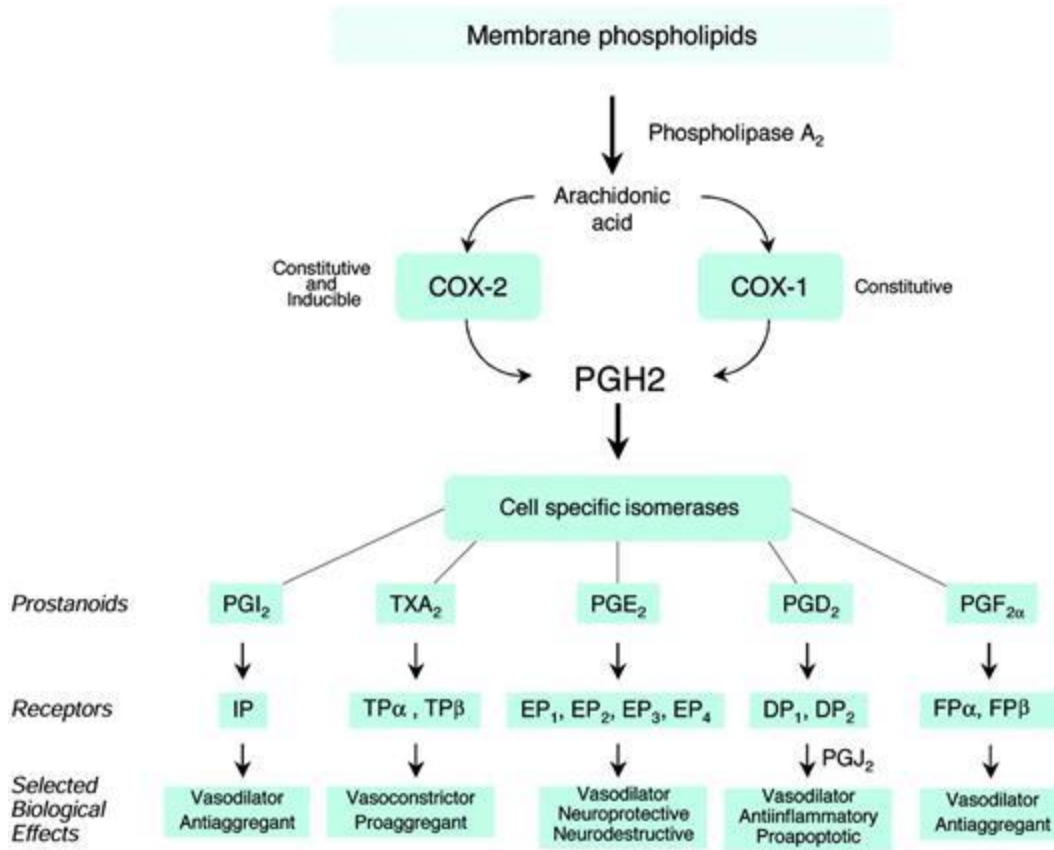 Membrane phospholipids
Phospholipase A₂
Arachidonic
acid
Constitutive
and
Inducible
COX-2
COX-1
Constitutive
PGH2
Cell specific isomerases
Prostanoids
PGI₂
TXA₂
PGE₂
PGD₂
PGF₂α
Receptors
IP
TPα , TPβ
EP₁, EP₂, EP₃, EP₄
DP₁, DP₂
FPα, FPβ
PGJ₂
Selected
Biological
Effects
Vasodilator
Antiaggregant
Vasoconstrictor
Proaggregant
Vasodilator
Neuroprotective
Neurodestructive
Vasodilator
Antiinflammatory
Proapoptotic
Vasodilator
Antiaggregant